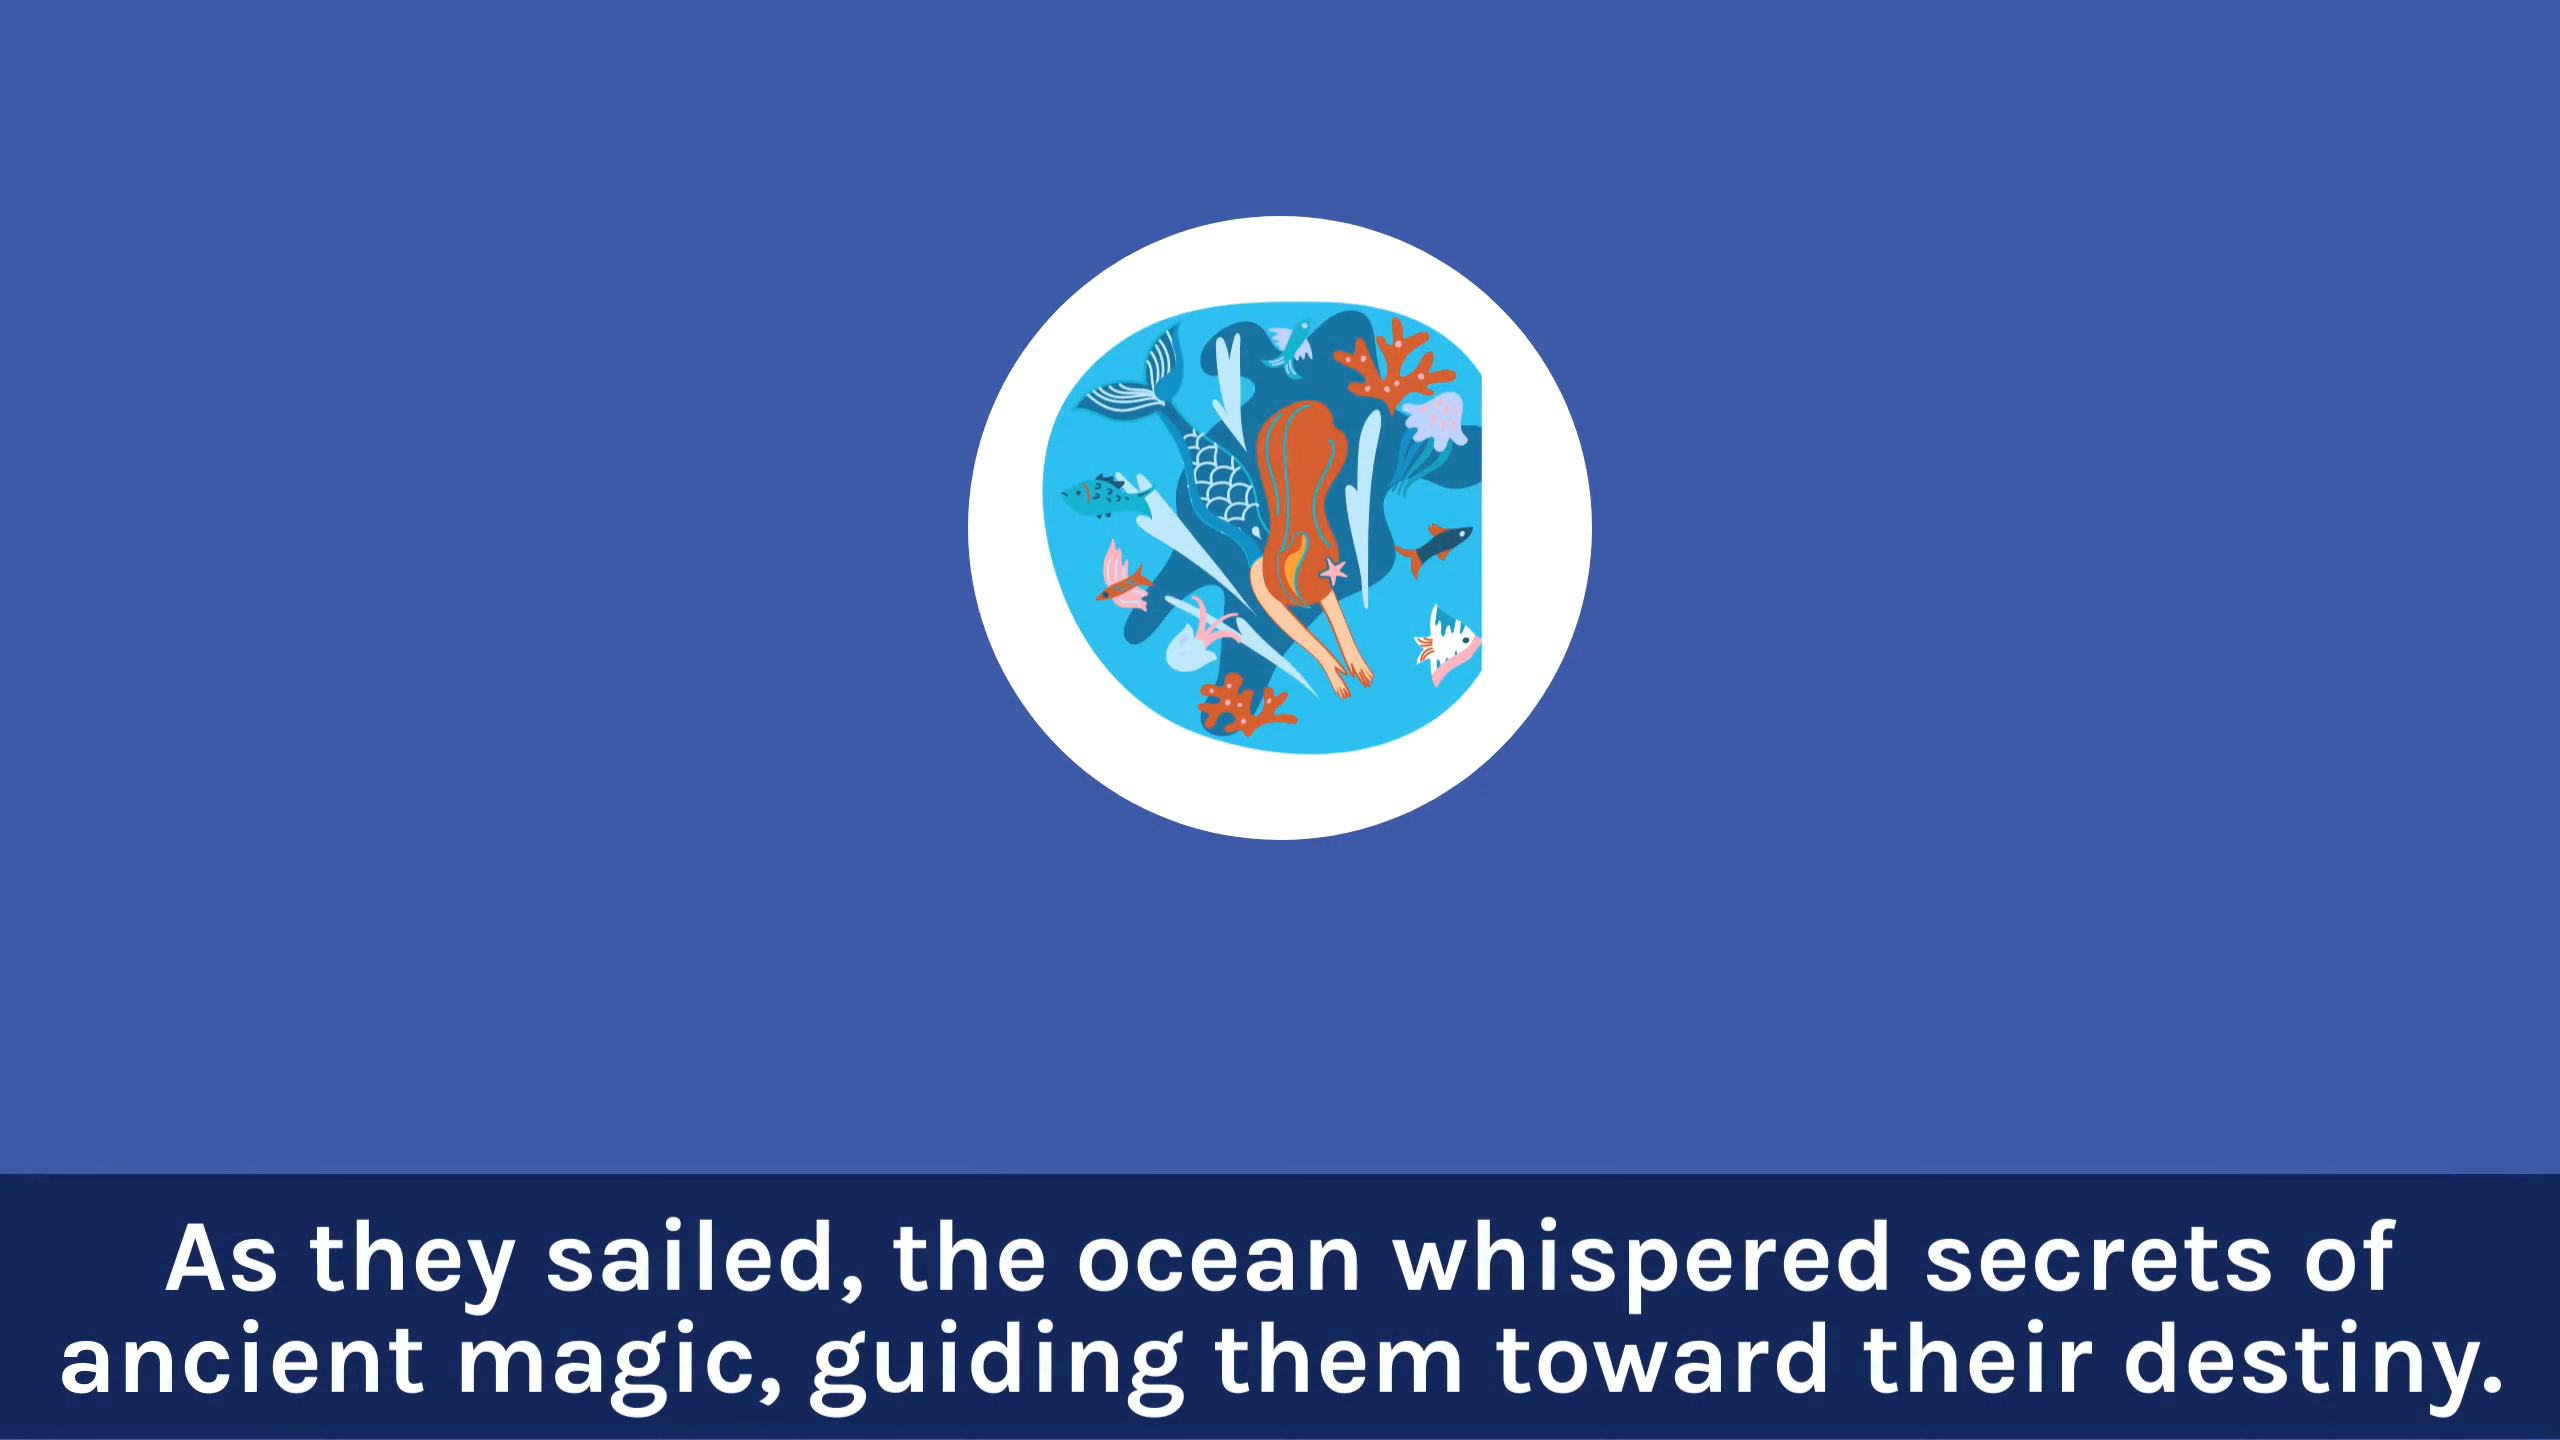 As they sailed, the ocean whispered secrets of
ancient magic, guiding them toward their destiny.